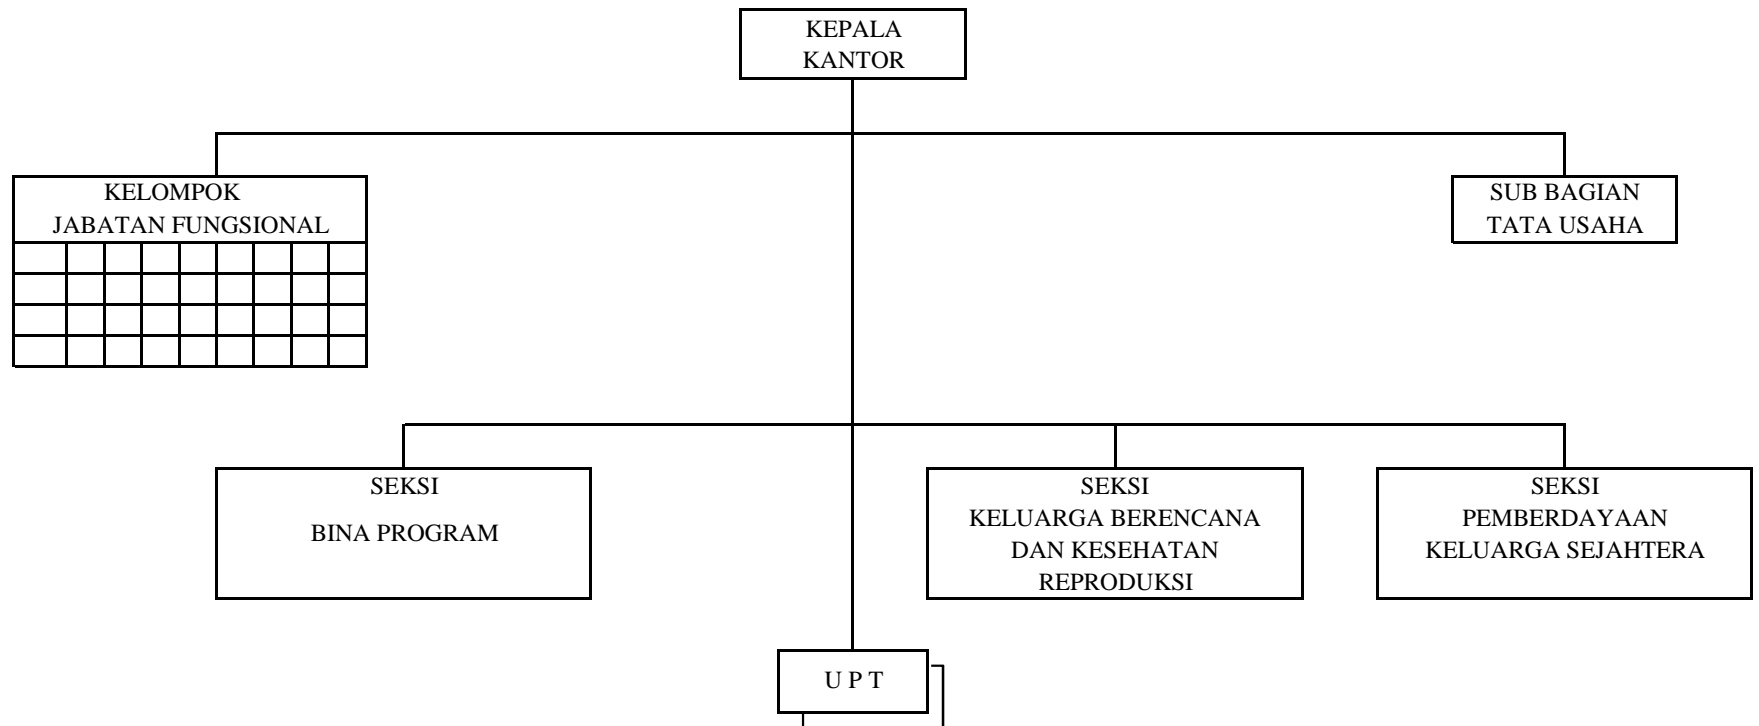 KEPALA
KANTOR
KELOMPOK
JABATAN FUNGSIONAL
SUB BAGIAN
TATA USAHA
SEKSI
BINA PROGRAM
SEKSI
KELUARGA BERENCANA
DAN KESEHATAN
REPRODUKSI
SEKSI
PEMBERDAYAAN
KELUARGA SEJAHTERA
U P T